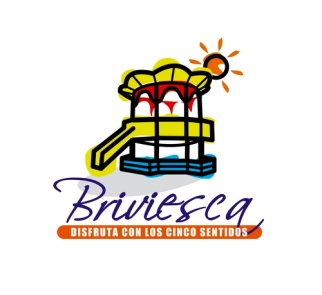 Briviesca
DISFRUTA CON LOS CINCO SENTIDOS